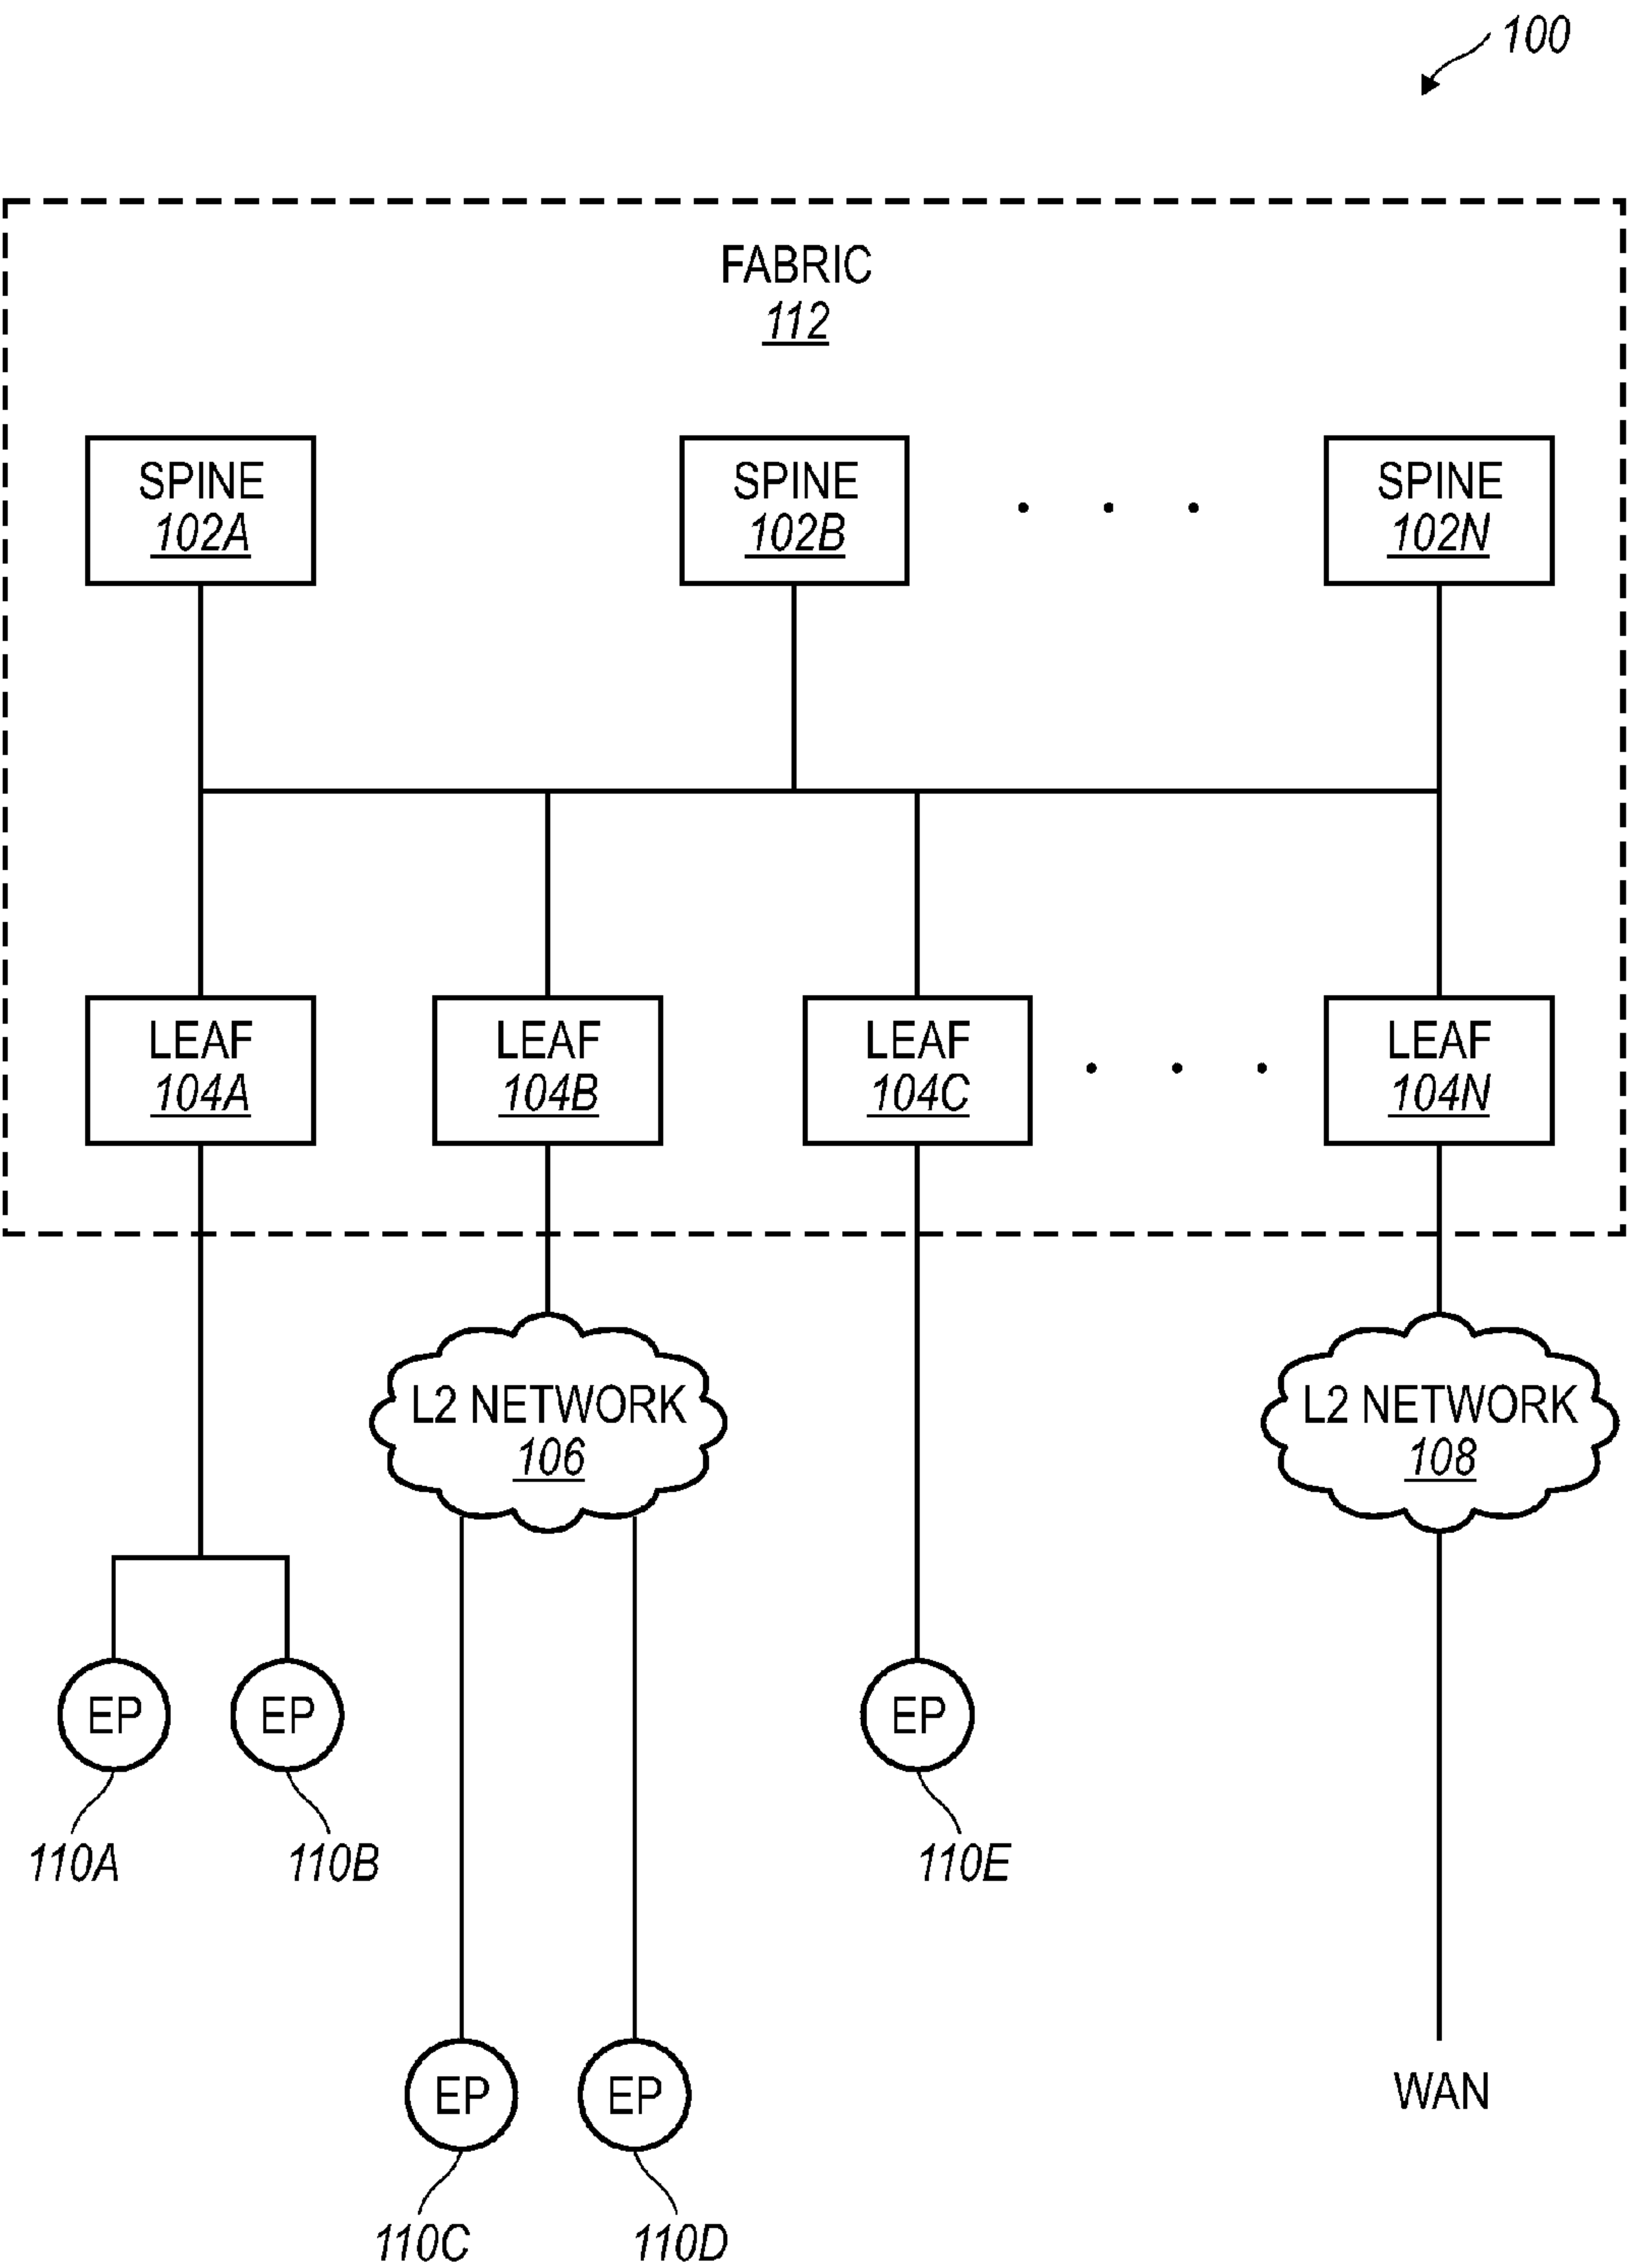 100
FABRIC
112
SPINE
102A
SPINE
102B
SPINE
102N
LEAF
104A
LEAF
104B
LEAF
104C
LEAF
104N
L2 NETWORK
106
L2 NETWORK
108
EP
EP
EP
110A
110B
110E
EP
EP
WAN
110C
110D